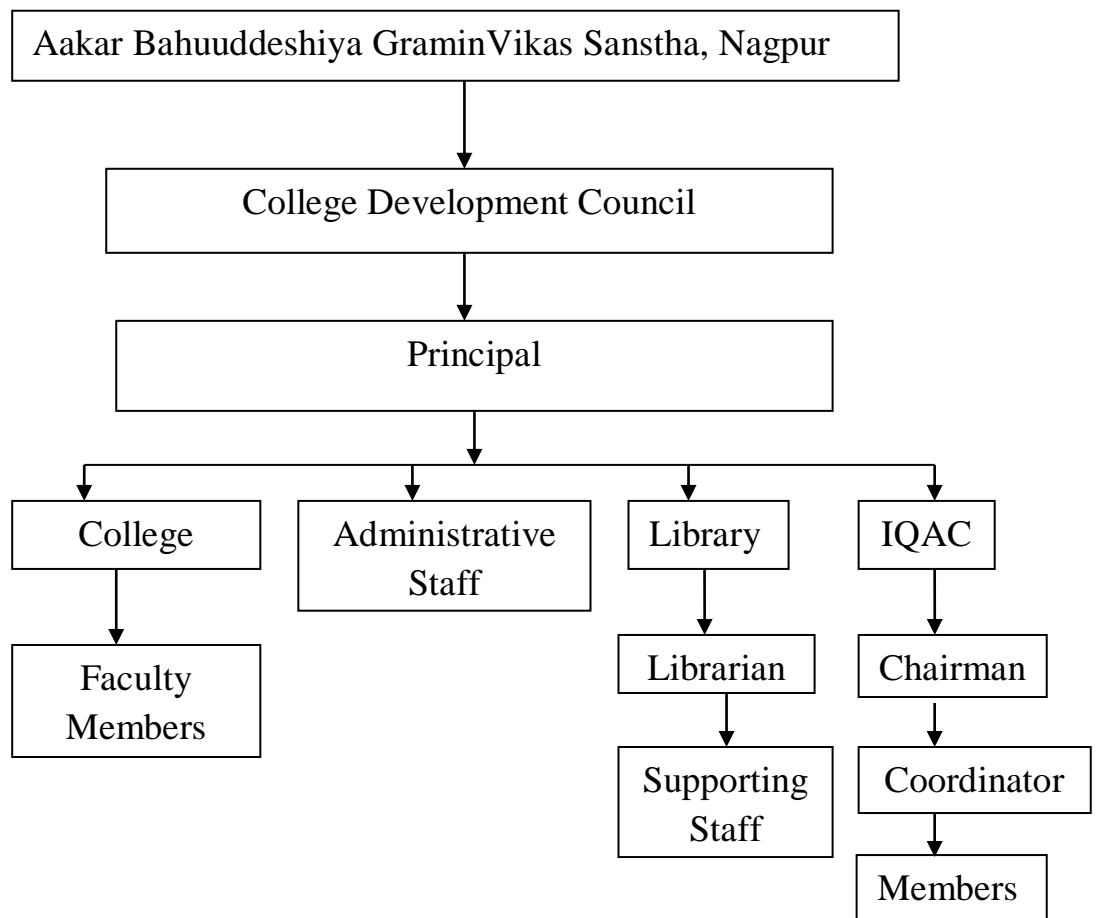 Aakar Bahuuddeshiya GraminVikas Sanstha, Nagpur
College Development Council
Principal
College
Administrative
Staff
Library
IQAC
Faculty
Members
Librarian
Chairman
Supporting
Staff
Coordinator
Members